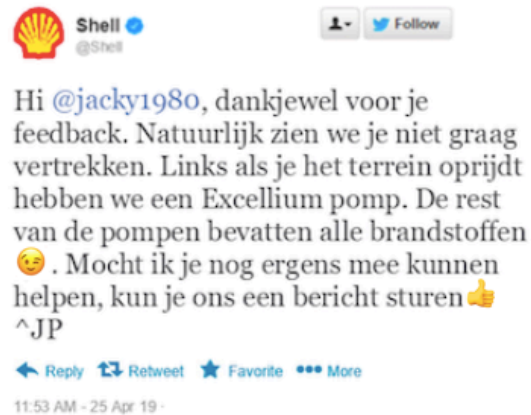 Shell
@Shell
Follow
Hi @jacky1980, dankjewel voor je
feedback. Natuurlijk zien we je niet graag
vertrekken. Links als je het terrein oprijdt
hebben we een Excellium pomp. De rest
van de pompen bevatten alle brandstoffen
😉 . Mocht ik je nog ergens mee kunnen
helpen, kun je ons een bericht sturen👍
^JP
Reply Retweet Favorite More
11:53 AM - 25 Apr 19 ·